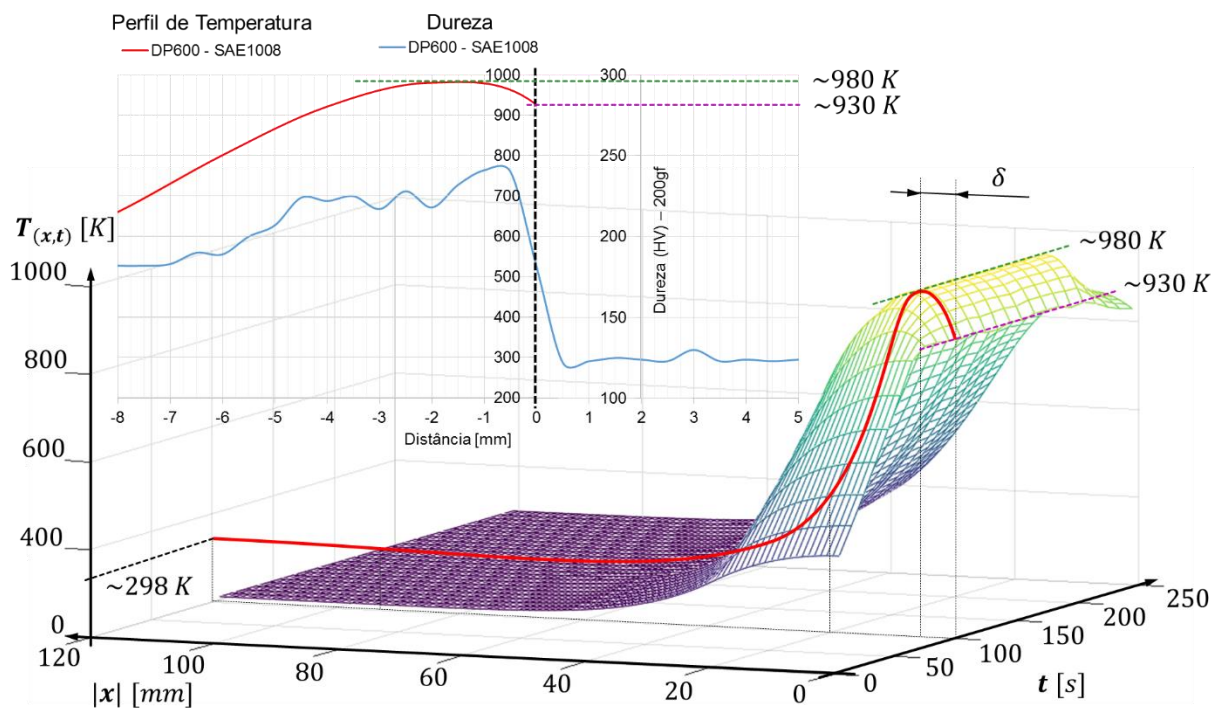 Perfil de Temperatura
DP600 - SAE1008
Dureza
DP600 - SAE1008
1000
900
800
700
600
500
400
300
200
300
250
200
150
100
Dureza (HV) – 200gf
-8 -7 -6 -5 -4 -3 -2 -1 0 1 2 3 4 5
Distância [mm]
~980 K
~930 K
δ
~980 K
~930 K
T(x,t) [K]
1000
800
600
400
0
~298 K
120 100 80 60 40 20 0
|x| [mm]
0 50 100 150 200 250
t [s]